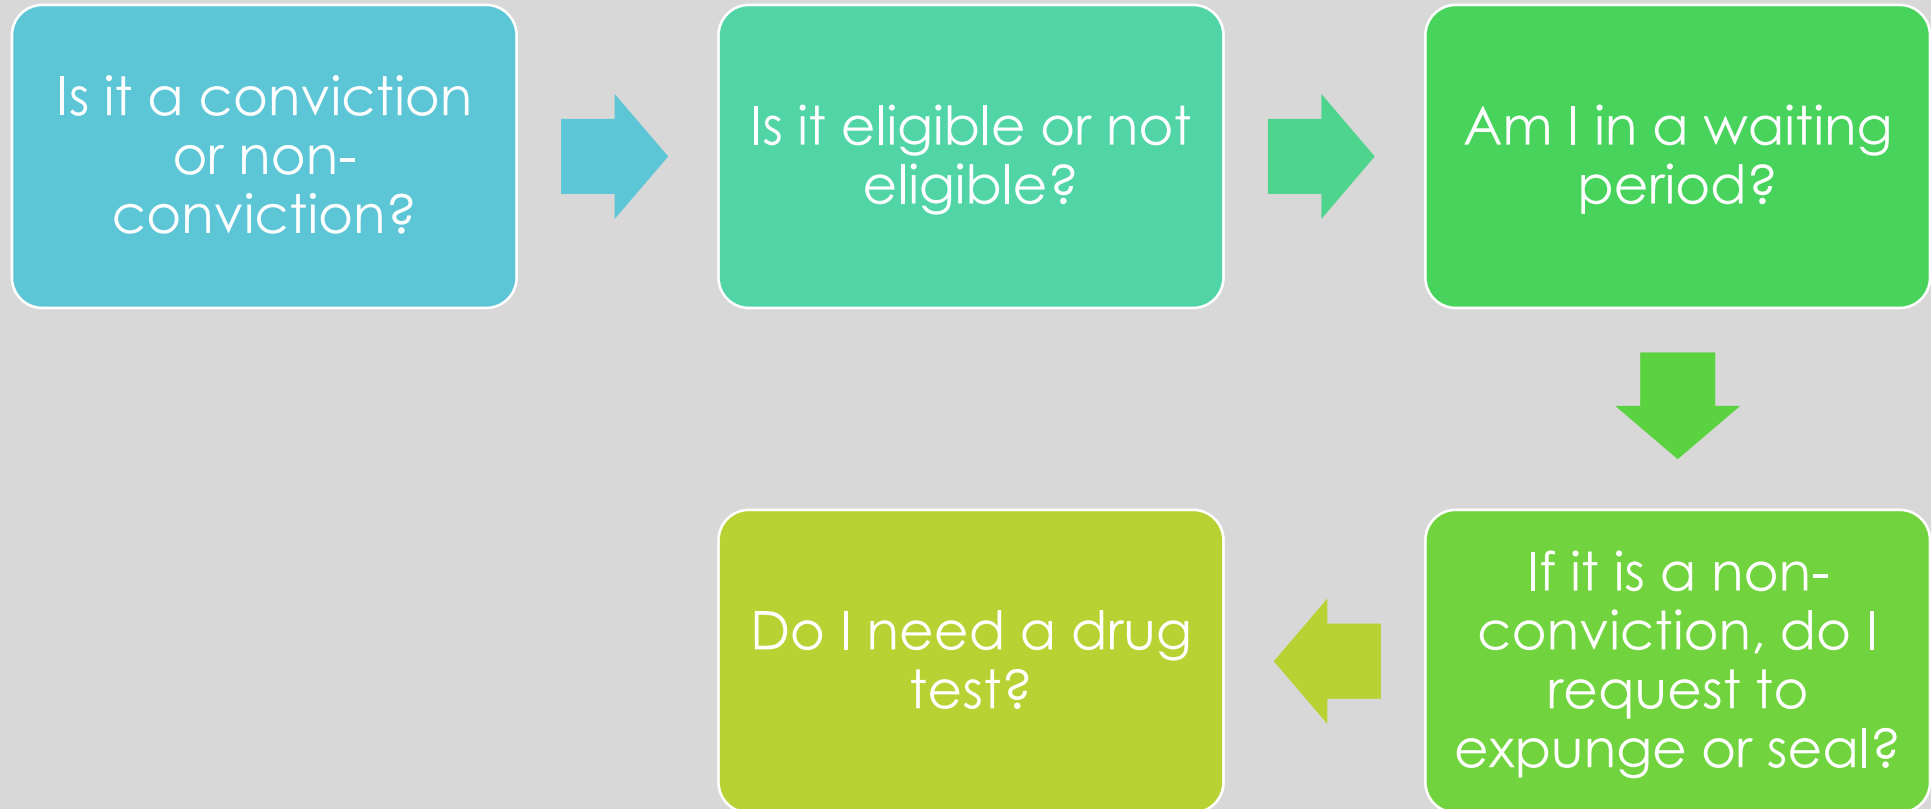 Is it a conviction
or non-
conviction?
Is it eligible or not
eligible?
Am I in a waiting
period?
If it is a non-
conviction, do I
request to
expunge or seal?
Do I need a drug
test?